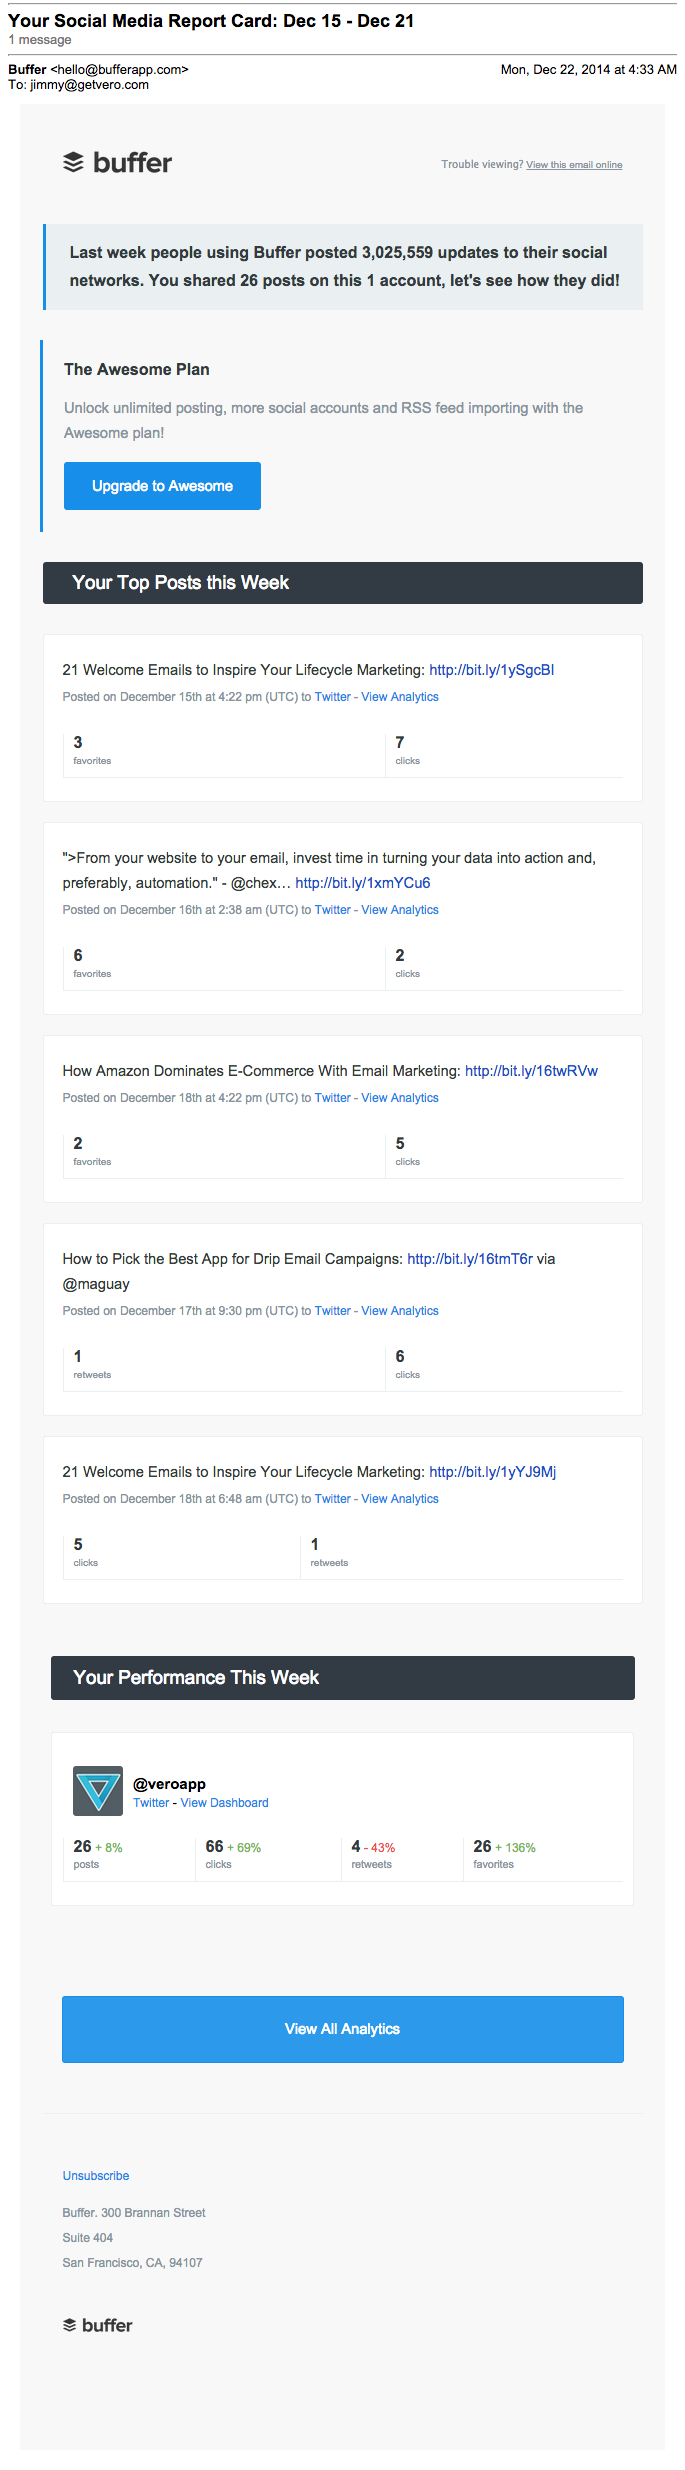 Your Social Media Report Card: Dec 15 - Dec 21
1 message
Buffer <hello@bufferapp.com> Mon, Dec 22, 2014 at 4:33 AM
To: jimmy@getvero.com
buffer
Trouble viewing? View this email online
Last week people using Buffer posted 3,025,559 updates to their social
networks. You shared 26 posts on this 1 account, let's see how they did!
The Awesome Plan
Unlock unlimited posting, more social accounts and RSS feed importing with the
Awesome plan!
Upgrade to Awesome
Your Top Posts this Week
21 Welcome Emails to Inspire Your Lifecycle Marketing: http://bit.ly/1ySgcBI
Posted on December 15th at 4:22 pm (UTC) to Twitter - View Analytics
3 7
favorites clicks
">From your website to your email, invest time in turning your data into action and,
preferably, automation." - @chex… http://bit.ly/1xmYCu6
Posted on December 16th at 2:38 am (UTC) to Twitter - View Analytics
6 2
favorites clicks
How Amazon Dominates E-Commerce With Email Marketing: http://bit.ly/16twRVw
Posted on December 18th at 4:22 pm (UTC) to Twitter - View Analytics
2 5
favorites clicks
How to Pick the Best App for Drip Email Campaigns: http://bit.ly/16tmT6r via
@maguay
Posted on December 17th at 9:30 pm (UTC) to Twitter - View Analytics
1 6
retweets clicks
21 Welcome Emails to Inspire Your Lifecycle Marketing: http://bit.ly/1yYJ9Mj
Posted on December 18th at 6:48 am (UTC) to Twitter - View Analytics
5 1
clicks retweets
Your Performance This Week
@veroapp
Twitter - View Dashboard
26 + 8% 66 + 69% 4 - 43% 26 + 136%
posts clicks retweets favorites
View All Analytics
Unsubscribe
Buffer. 300 Brannan Street
Suite 404
San Francisco, CA, 94107
buffer